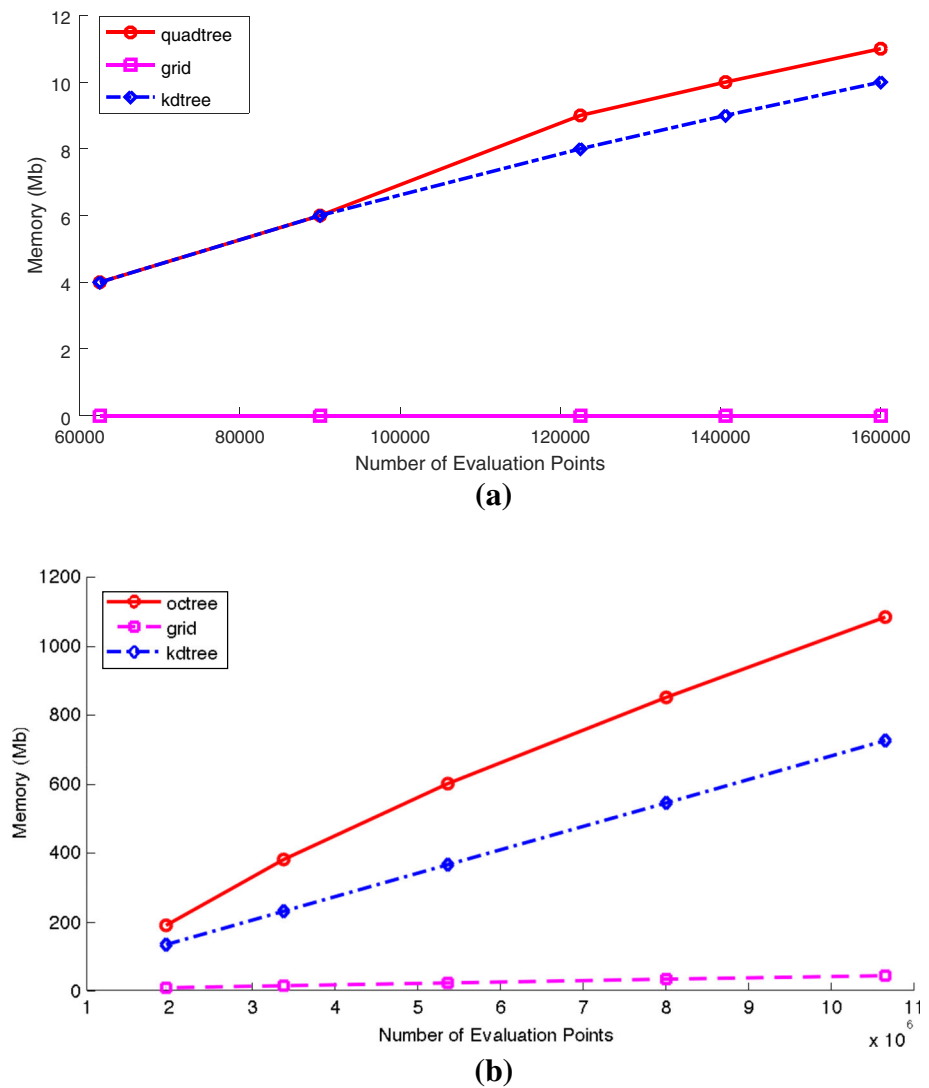 12
10
8
6
4
2
0
Memory (Mb)
quadtree
grid
kdtree
60000 80000 100000 120000 140000 160000
Number of Evaluation Points
(a)
1200
1000
800
600
400
200
0
Memory (Mb)
octree
grid
kdtree
1 2 3 4 5 6 7 8 9 10 11
Number of Evaluation Points
x 10^6
(b)